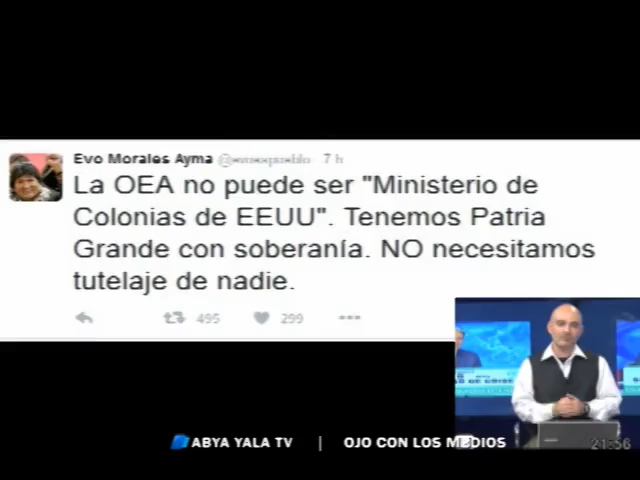 Evo Morales Ayma @evoespueblo 7 h
La OEA no puede ser "Ministerio de
Colonias de EEUU". Tenemos Patria
Grande con soberanía. NO necesitamos
tutelaje de nadie.
495 299
ABYA YALA TV | OJO CON LOS MEDIOS
21:56